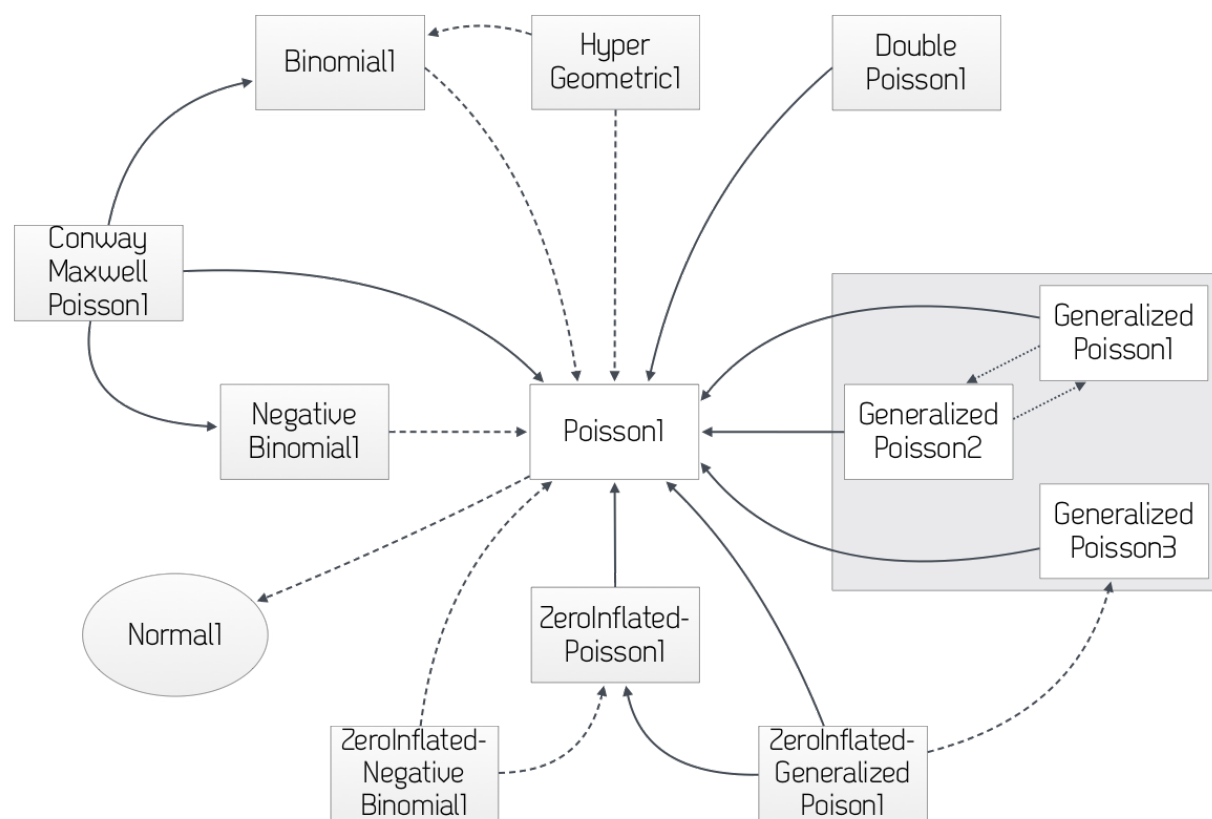 Binomial1
Hyper
Geometric1
Double
Poisson1
Conway
Maxwell
Poisson1
Generalized
Poisson1
Negative
Binomial1
Poisson1
Generalized
Poisson2
Generalized
Poisson3
Normal1
ZeroInflated-
Poisson1
ZeroInflated-
Negative
Binomial1
ZeroInflated-
Generalized
Poison1